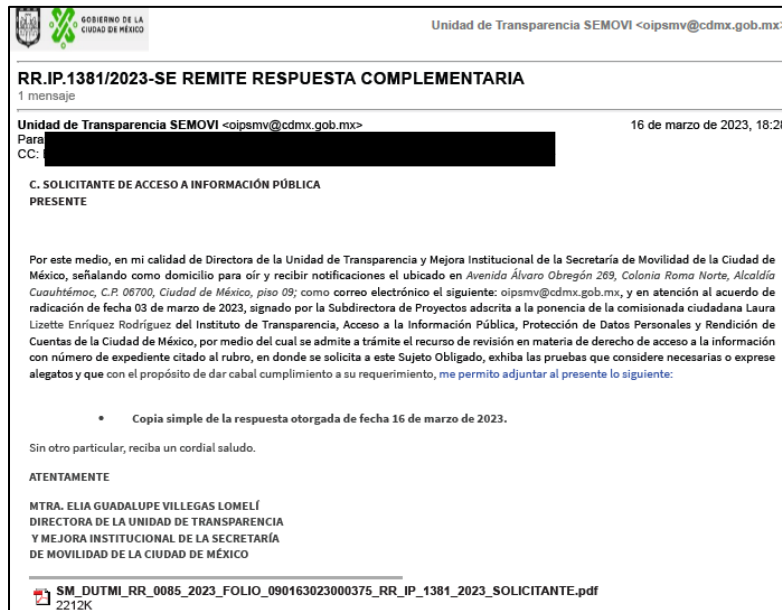 GOBIERNO DE LA
CIUDAD DE MÉXICO
Unidad de Transparencia SEMOVI <oipsmv@cdmx.gob.mx>
RR.IP.1381/2023-SE REMITE RESPUESTA COMPLEMENTARIA
1 mensaje
Unidad de Transparencia SEMOVI <oipsmv@cdmx.gob.mx> 16 de marzo de 2023, 18:28
Para
CC:
C. SOLICITANTE DE ACCESO A INFORMACIÓN PÚBLICA
PRESENTE
Por este medio, en mi calidad de Directora de la Unidad de Transparencia y Mejora Institucional de la Secretaría de Movilidad de la Ciudad de
México, señalando como domicilio para oír y recibir notificaciones el ubicado en Avenida Álvaro Obregón 269, Colonia Roma Norte, Alcaldía
Cuauhtémoc, C.P. 06700, Ciudad de México, piso 09; como correo electrónico el siguiente: oipsmv@cdmx.gob.mx, y en atención al acuerdo de
radicación de fecha 03 de marzo de 2023, signado por la Subdirectora de Proyectos adscrita a la ponencia de la comisionada ciudadana Laura
Lizette Enríquez Rodríguez del Instituto de Transparencia, Acceso a la Información Pública, Protección de Datos Personales y Rendición de
Cuentas de la Ciudad de México, por medio del cual se admite a trámite el recurso de revisión en materia de derecho de acceso a la información
con número de expediente citado al rubro, en donde se solicita a este Sujeto Obligado, exhiba las pruebas que considere necesarias o exprese
alegatos y que con el propósito de dar cabal cumplimiento a su requerimiento, me permito adjuntar al presente lo siguiente:
• Copia simple de la respuesta otorgada de fecha 16 de marzo de 2023.
Sin otro particular, reciba un cordial saludo.
ATENTAMENTE
MTRA. ELIA GUADALUPE VILLEGAS LOMELÍ
DIRECTORA DE LA UNIDAD DE TRANSPARENCIA
Y MEJORA INSTITUCIONAL DE LA SECRETARÍA
DE MOVILIDAD DE LA CIUDAD DE MÉXICO
SM_DUTMI_RR_0085_2023_FOLIO_090163023000375_RR_IP_1381_2023_SOLICITANTE.pdf
2212K